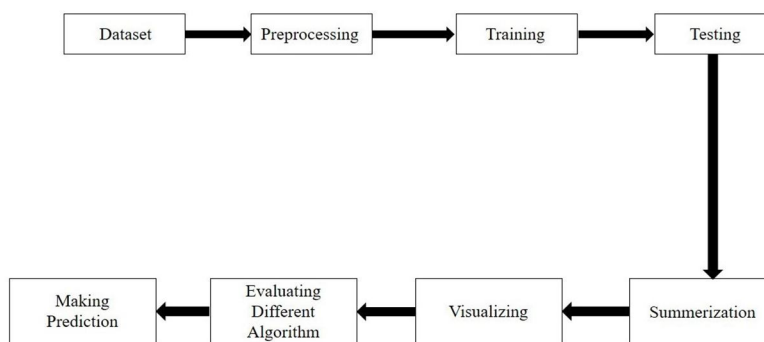 Dataset
Preprocessing
Training
Testing
Summerization
Visualizing
Evaluating
Different
Algorithm
Making
Prediction